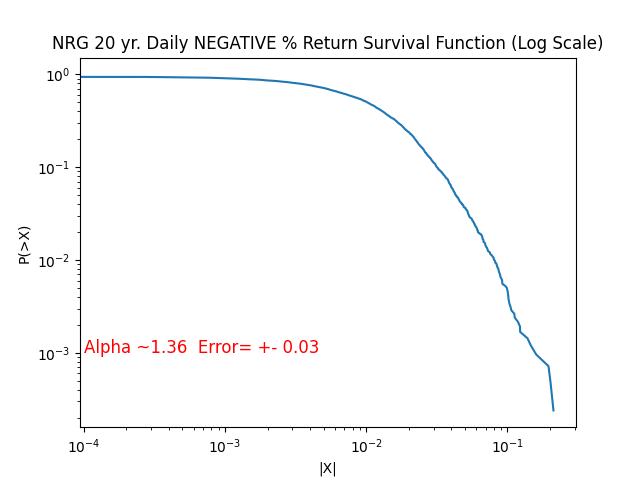 NRG 20 yr. Daily NEGATIVE % Return Survival Function (Log Scale)
10^0
10^-1
10^-2
10^-3
P(>X)
Alpha ~1.36  Error= +- 0.03
10^-4 10^-3 10^-2 10^-1
|X|